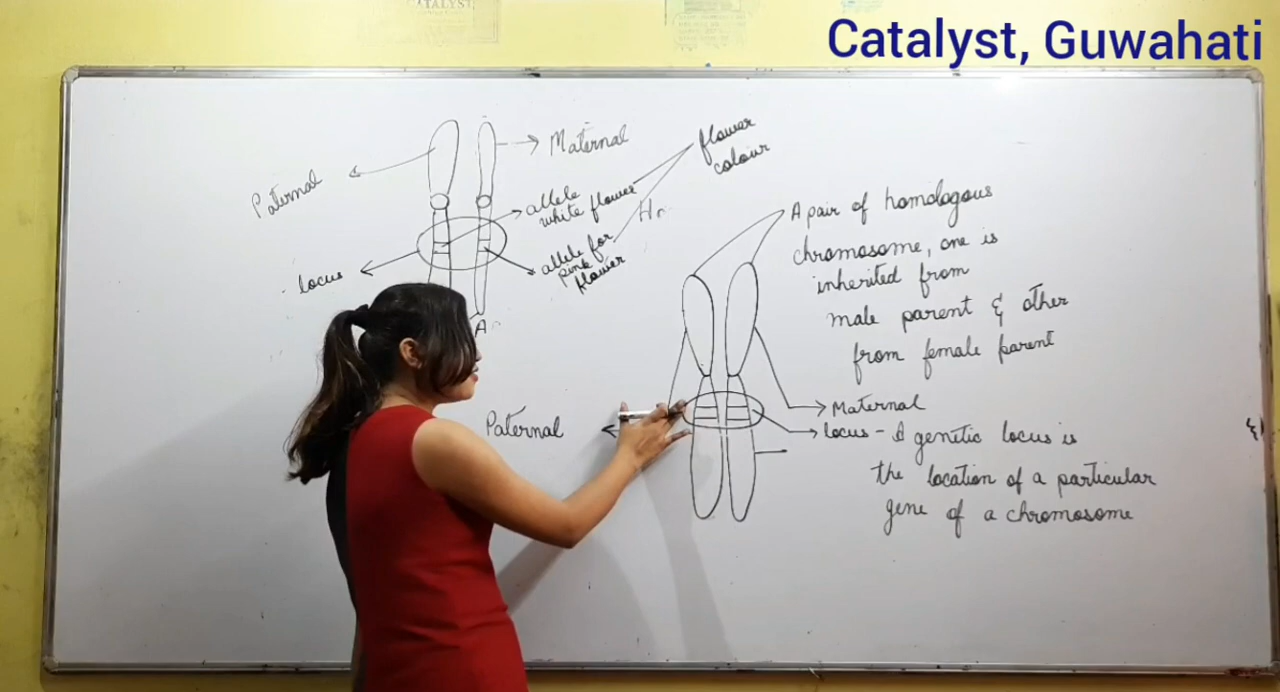 Catalyst, Guwahati
CATALYST
Maternal
Paternal
flower
colour
allele
white flower
allele for
pink
flower
locus
A
A pair of homologous
chromosome, one is
inherited from
male parent & other
from female parent
Maternal
Paternal
locus - A genetic locus is
the location of a particular
gene of a chromosome